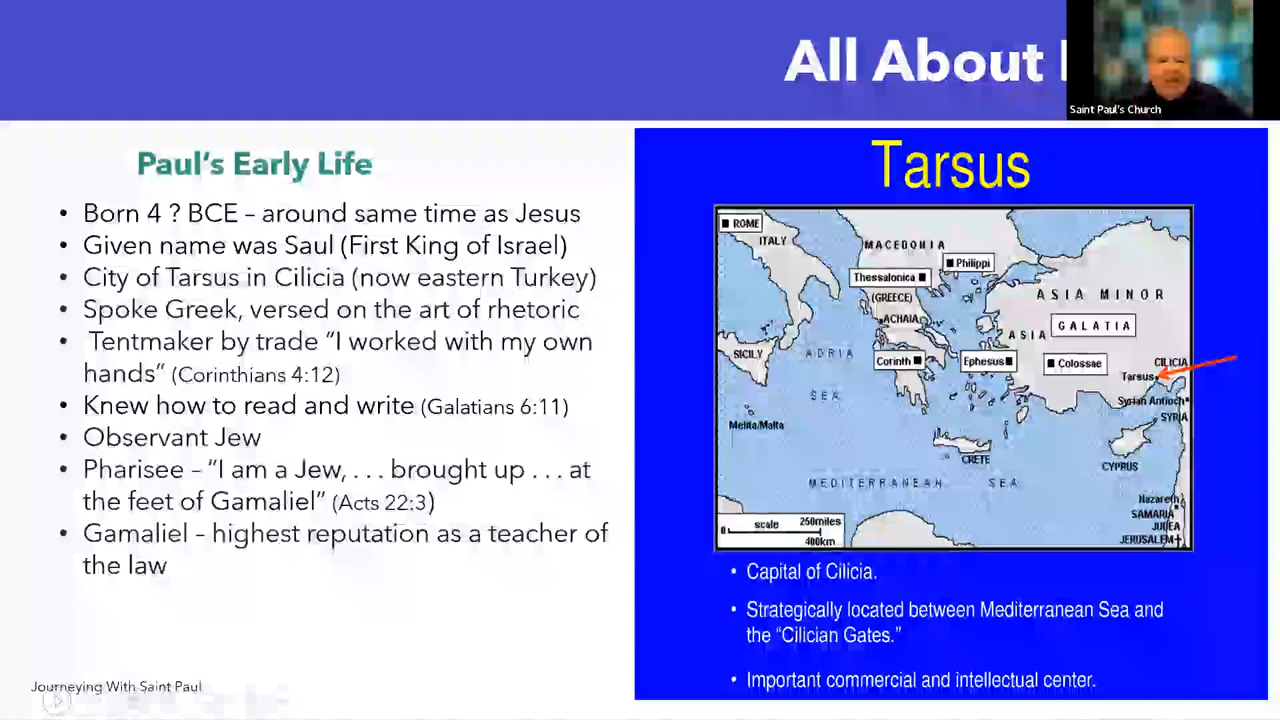 All About
Saint Paul's Church
Paul's Early Life
• Born 4 ? BCE – around same time as Jesus
• Given name was Saul (First King of Israel)
• City of Tarsus in Cilicia (now eastern Turkey)
• Spoke Greek, versed on the art of rhetoric
• Tentmaker by trade “I worked with my own
hands” (Corinthians 4:12)
• Knew how to read and write (Galatians 6:11)
• Observant Jew
• Pharisee – “I am a Jew, . . . brought up . . . at
the feet of Gamaliel” (Acts 22:3)
• Gamaliel – highest reputation as a teacher of
the law
Journeying With Saint Paul
Tarsus
ROME
ITALY
MACEDONIA
Philippi
Thessalonica
(GREECE)
ASIA MINOR
ACHAIA
GALATIA
ASIA
SICILY
ADRIA
SEA
Corinth
Ephesus
Colossae
CILICIA
Tarsus
Syrian Antioch
SYRIA
Melita/Malta
CRETE
CYPRUS
MEDITERRANEAN SEA
Nazareth
SAMARIA
JUDEA
JERUSALEM
0 scale 250miles
400km
• Capital of Cilicia.
• Strategically located between Mediterranean Sea and
the “Cilician Gates.”
• Important commercial and intellectual center.